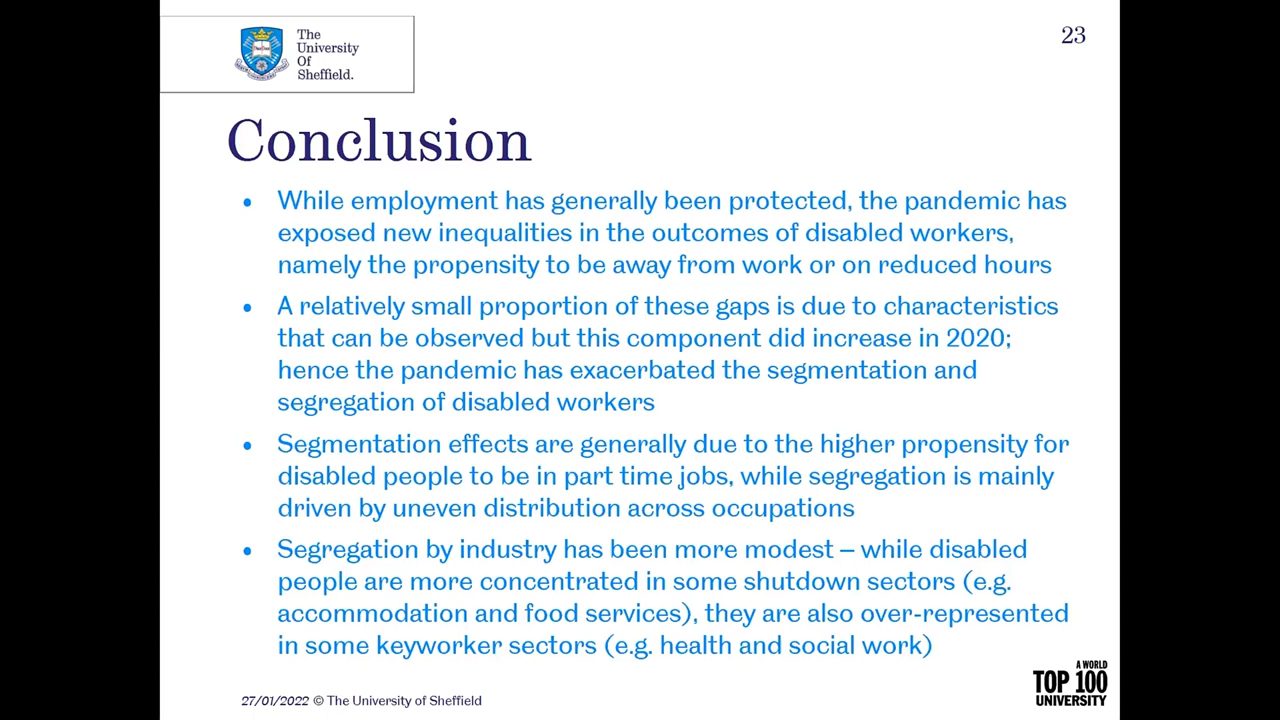 The
University
Of
Sheffield.
23
Conclusion
• While employment has generally been protected, the pandemic has
exposed new inequalities in the outcomes of disabled workers,
namely the propensity to be away from work or on reduced hours
• A relatively small proportion of these gaps is due to characteristics
that can be observed but this component did increase in 2020;
hence the pandemic has exacerbated the segmentation and
segregation of disabled workers
• Segmentation effects are generally due to the higher propensity for
disabled people to be in part time jobs, while segregation is mainly
driven by uneven distribution across occupations
• Segregation by industry has been more modest – while disabled
people are more concentrated in some shutdown sectors (e.g.
accommodation and food services), they are also over-represented
in some keyworker sectors (e.g. health and social work)
27/01/2022 © The University of Sheffield
A WORLD
TOP 100
UNIVERSITY